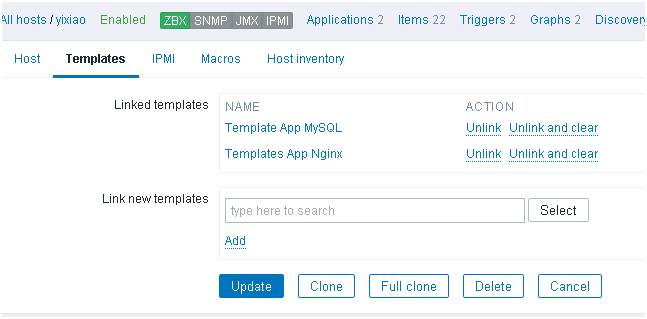 All hosts / yixiao Enabled ZBX SNMP JMX IPMI Applications 2 Items 22 Triggers 2 Graphs 2 Discovery
Host Templates IPMI Macros Host inventory
Linked templates NAME ACTION
Template App MySQL Unlink Unlink and clear
Templates App Nginx Unlink Unlink and clear
Link new templates
type here to search Select
Add
Update Clone Full clone Delete Cancel